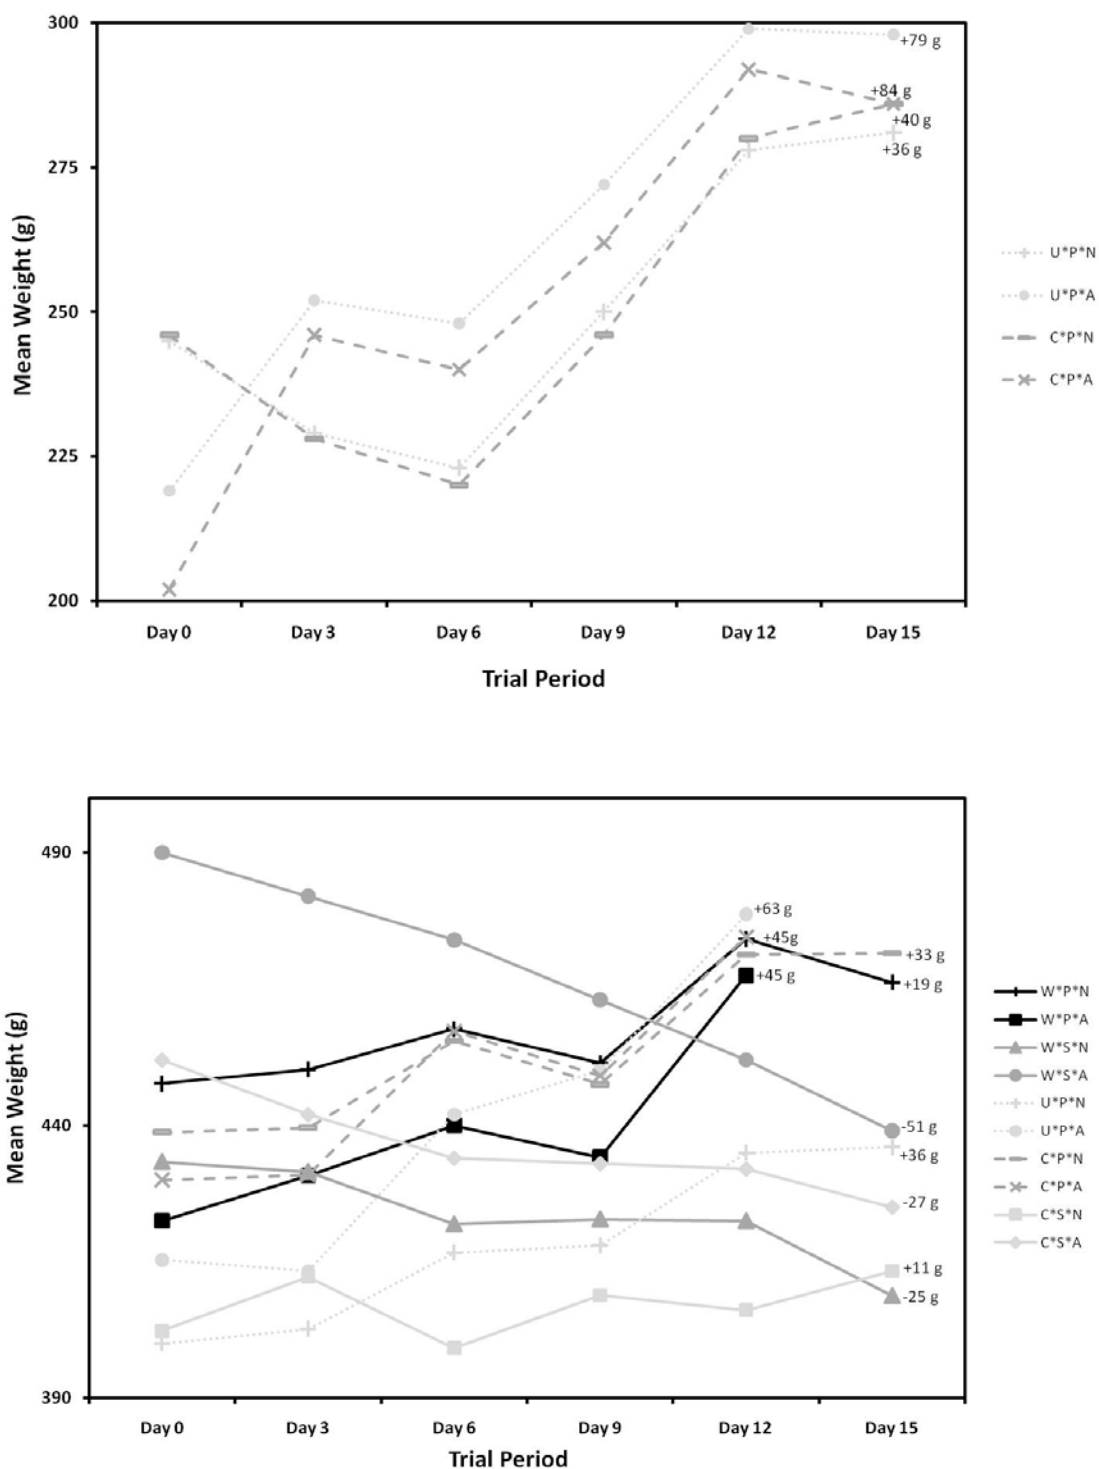 300
275
250
225
200
Mean Weight (g)
+79 g
+84 g
+40 g
+36 g
U*P*N
U*P*A
C*P*N
C*P*A
Day 0 Day 3 Day 6 Day 9 Day 12 Day 15
Trial Period
490
440
390
Mean Weight (g)
+63 g
+45g
+33 g
+45 g
+19 g
-51 g
+36 g
-27 g
+11 g
-25 g
W*P*N
W*P*A
W*S*N
W*S*A
U*P*N
U*P*A
C*P*N
C*P*A
C*S*N
C*S*A
Day 0 Day 3 Day 6 Day 9 Day 12 Day 15
Trial Period